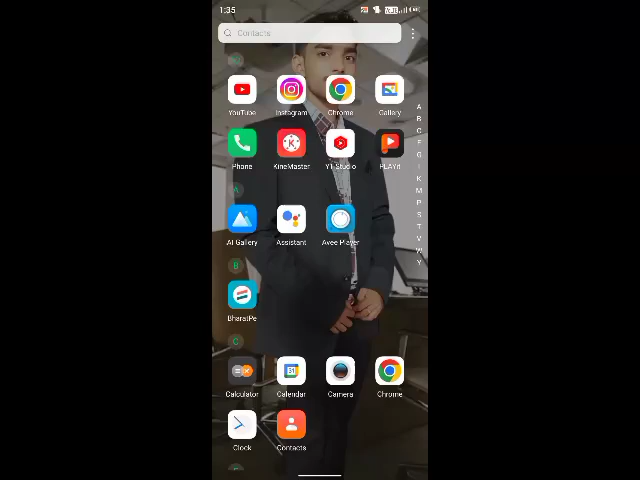 1:35
Contacts
YouTube Instagram Chrome Gallery
Phone KineMaster YT Studio PLAYit
A
AI Gallery Assistant Avee Player
B
BharatPe
C
Calculator Calendar Camera Chrome
Clock Contacts
A
B
C
F
G
I
K
M
P
S
T
V
W
Y